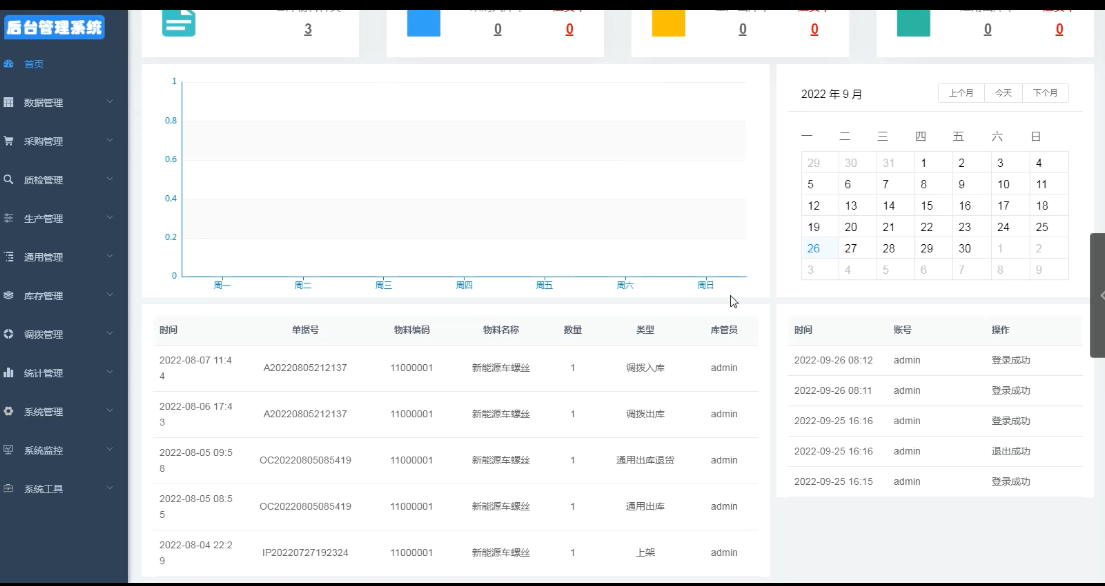 后台管理系统
首页
数据管理
采购管理
质检管理
生产管理
通用管理
库存管理
调拨管理
统计管理
系统管理
系统监控
系统工具
3
0 0
0 0
0 0
1
0.8
0.6
0.4
0.2
0
周一 周二 周三 周四 周五 周六 周日
2022 年 9 月 上个月 今天 下个月
一 二 三 四 五 六 日
29 30 31 1 2 3 4
5 6 7 8 9 10 11
12 13 14 15 16 17 18
19 20 21 22 23 24 25
26 27 28 29 30 1 2
3 4 5 6 7 8 9
时间 单据号 物料编码 物料名称 数量 类型 库管员
2022-08-07 11:4
4 A20220805212137 11000001 新能源车螺丝 1 调拨入库 admin
2022-08-06 17:4
3 A20220805212137 11000001 新能源车螺丝 1 调拨出库 admin
2022-08-05 09:5
8 OC20220805085419 11000001 新能源车螺丝 1 通用出库退货 admin
2022-08-05 08:5
5 OC20220805085419 11000001 新能源车螺丝 1 通用出库 admin
2022-08-04 22:2
9 IP20220727192324 11000001 新能源车螺丝 1 上架 admin
时间 账号 操作
2022-09-26 08:12 admin 登录成功
2022-09-26 08:11 admin 登录成功
2022-09-25 16:16 admin 登录成功
2022-09-25 16:16 admin 退出成功
2022-09-25 16:15 admin 登录成功